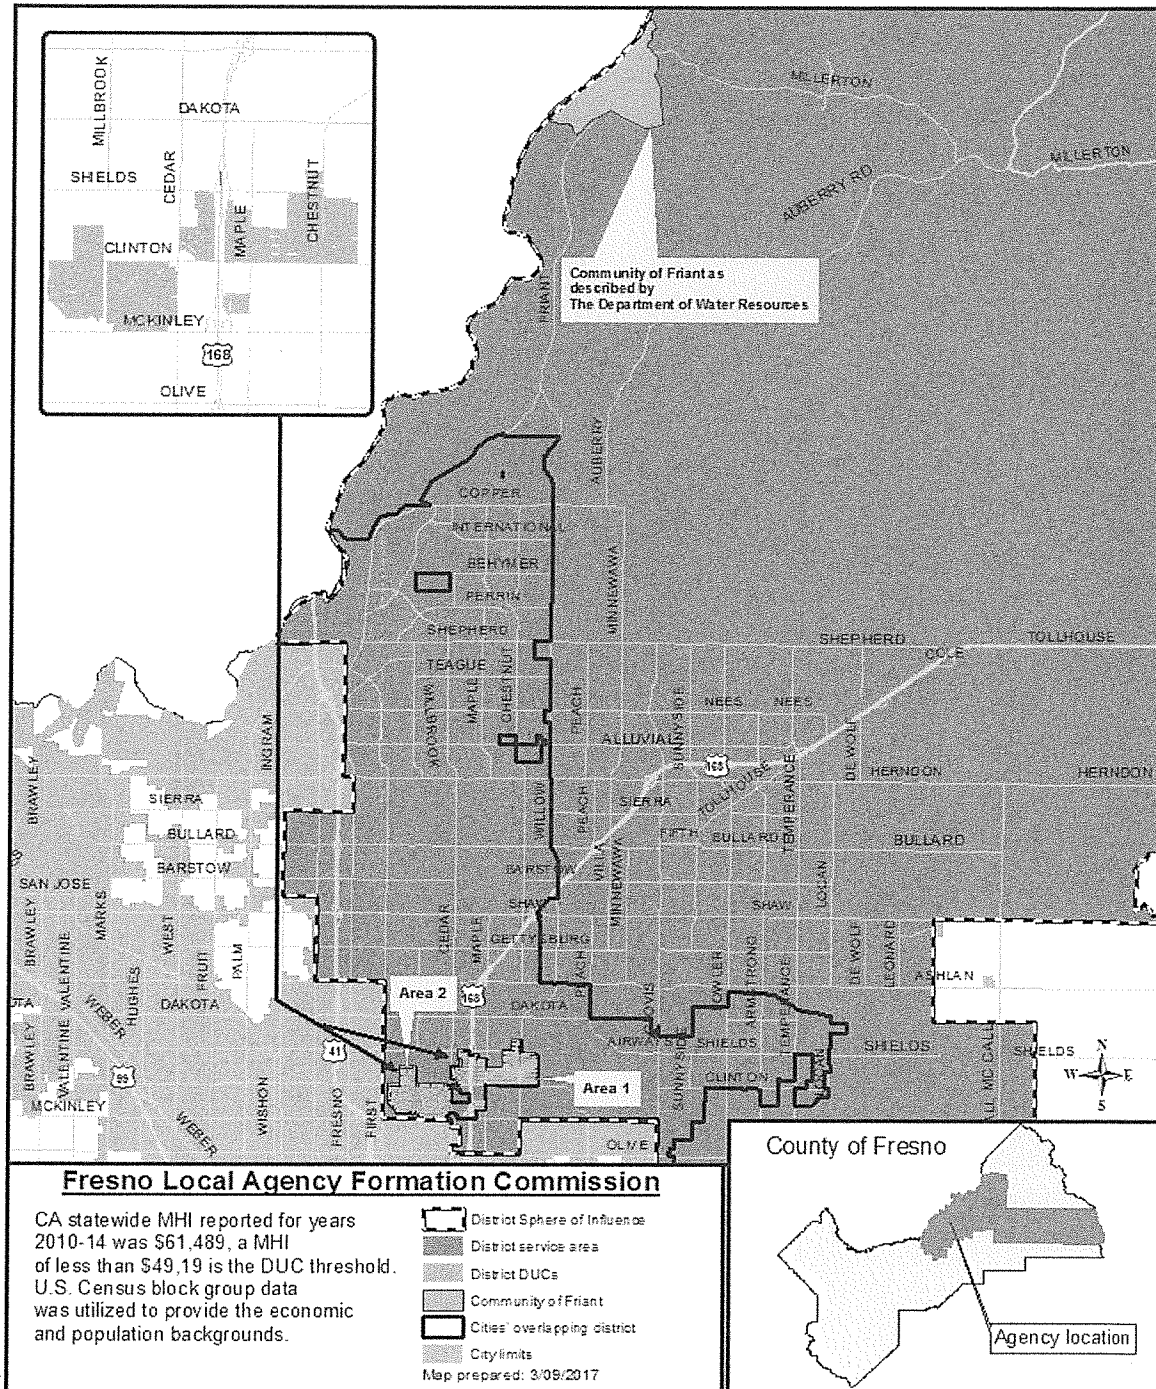 MILLBROOK
DAKOTA
SHIELDS
CEDAR
CHESTNUT
MAPLE
CLINTON
MCKINLEY
168
OLIVE
MILLERTON
MILLERTON
AUBERRY RD
Community of Friant as
described by
The Department of Water Resources
FRIANT
AUBERRY
COPPER
INTERNATIONAL
BEHYMER
PERRIN
MINNEWAWA
SHEPHERD
SHEPHERD
TOLLHOUSE
TEAGUE
MILLBROOK
MAPLE
CHESTNUT
PEACH
SUNNYSIDE
NEES
NEES
ALLUVIAL
DE WOLF
INGRAM
168
HERNDON
HERNDON
BRAWLEY
SIERRA
SIERRA
TOLLHOUSE
TEMPERANCE
WILLOW
PEACH
BULLARD
FIFTH
BULLARD
BULLARD
BARSTOW
BARSTOW
VILLA
MINNEWAWA
LOCAN
SAN JOSE
SHAW
SHAW
MARKS
WEST
FRUIT
PALM
CEDAR
MAPLE
GETTYSBURG
BRAWLEY
VALENTINE
VALENTINE
HUGHES
DAKOTA
WEBER
Area 2
168
DAKOTA
PEACH
CLOVIS
FOWLER
ARMSTRONG
TEMPERANCE
DE WOLF
LEONARD
ASHLAN
41
AIRWAYS
SHIELDS
SHIELDS
SHIELDS
99
BRAWLEY
MCKINLEY
WEBER
WISHON
FRESNO
FIRST
Area 1
SUNNYSIDE
CLINTON
MC CALL
OLIVE
N
W E
S
County of Fresno
Agency location
Fresno Local Agency Formation Commission
CA statewide MHI reported for years
2010-14 was $61,489, a MHI
of less than $49,19 is the DUC threshold.
U.S. Census block group data
was utilized to provide the economic
and population backgrounds.
District Sphere of Influence
District service area
District DUCs
Community of Friant
Cities' overlapping district
City limits
Map prepared: 3/09/2017